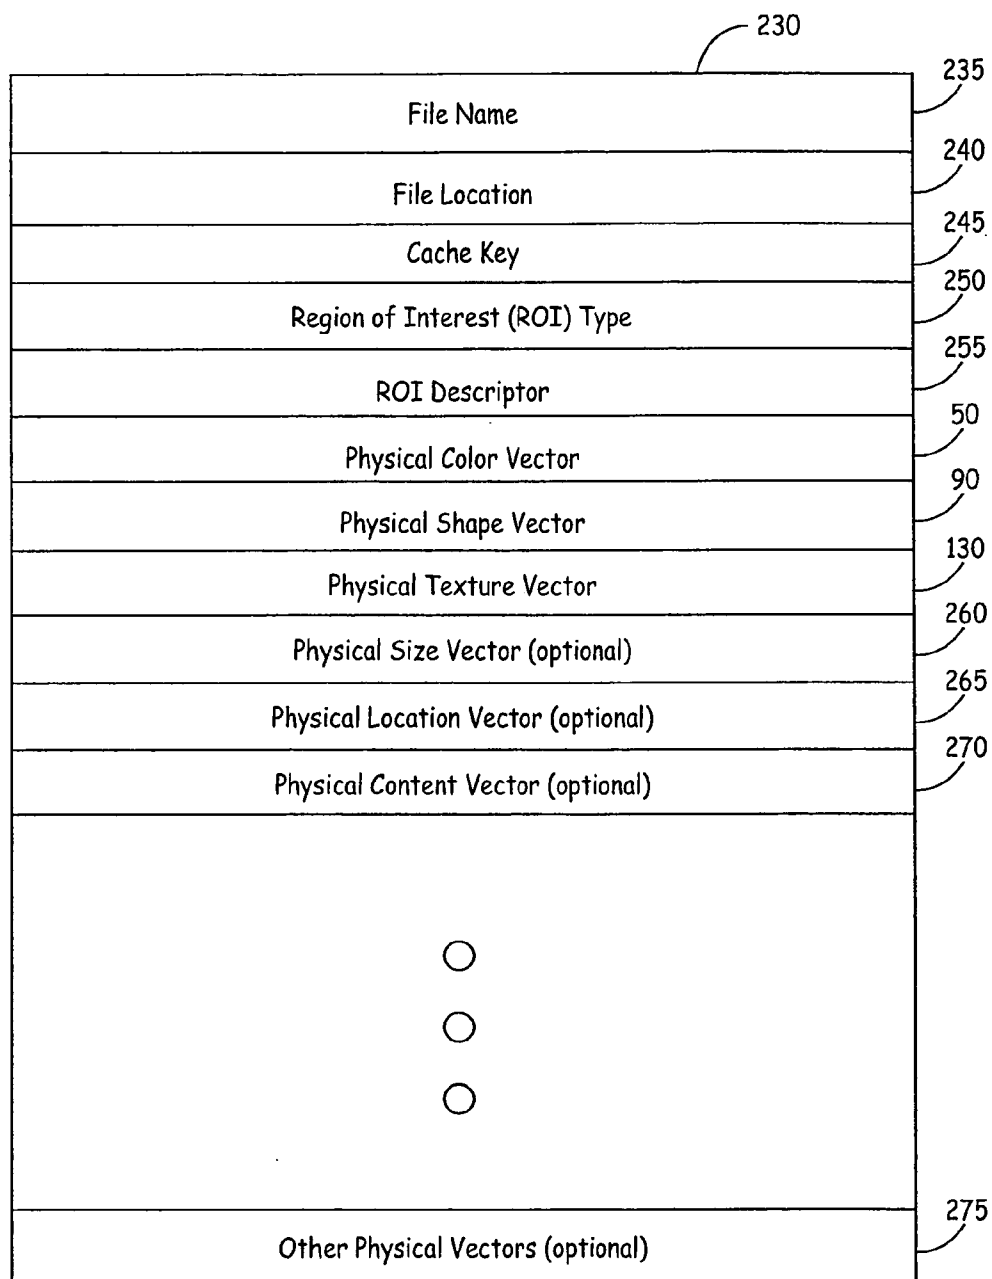 230
File Name 235
File Location 240
Cache Key 245
Region of Interest (ROI) Type 250
ROI Descriptor 255
Physical Color Vector 50
Physical Shape Vector 90
Physical Texture Vector 130
Physical Size Vector (optional) 260
Physical Location Vector (optional) 265
Physical Content Vector (optional) 270
Other Physical Vectors (optional) 275